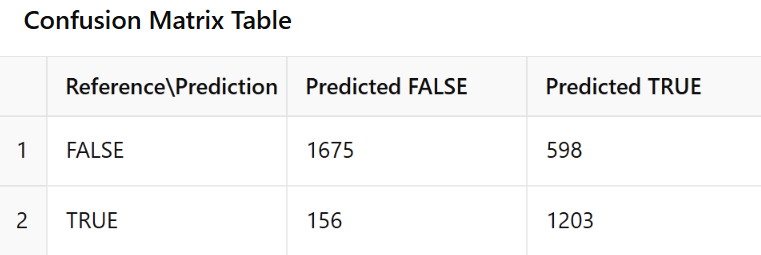 Confusion Matrix Table
Reference\Prediction Predicted FALSE Predicted TRUE
1 FALSE 1675 598
2 TRUE 156 1203